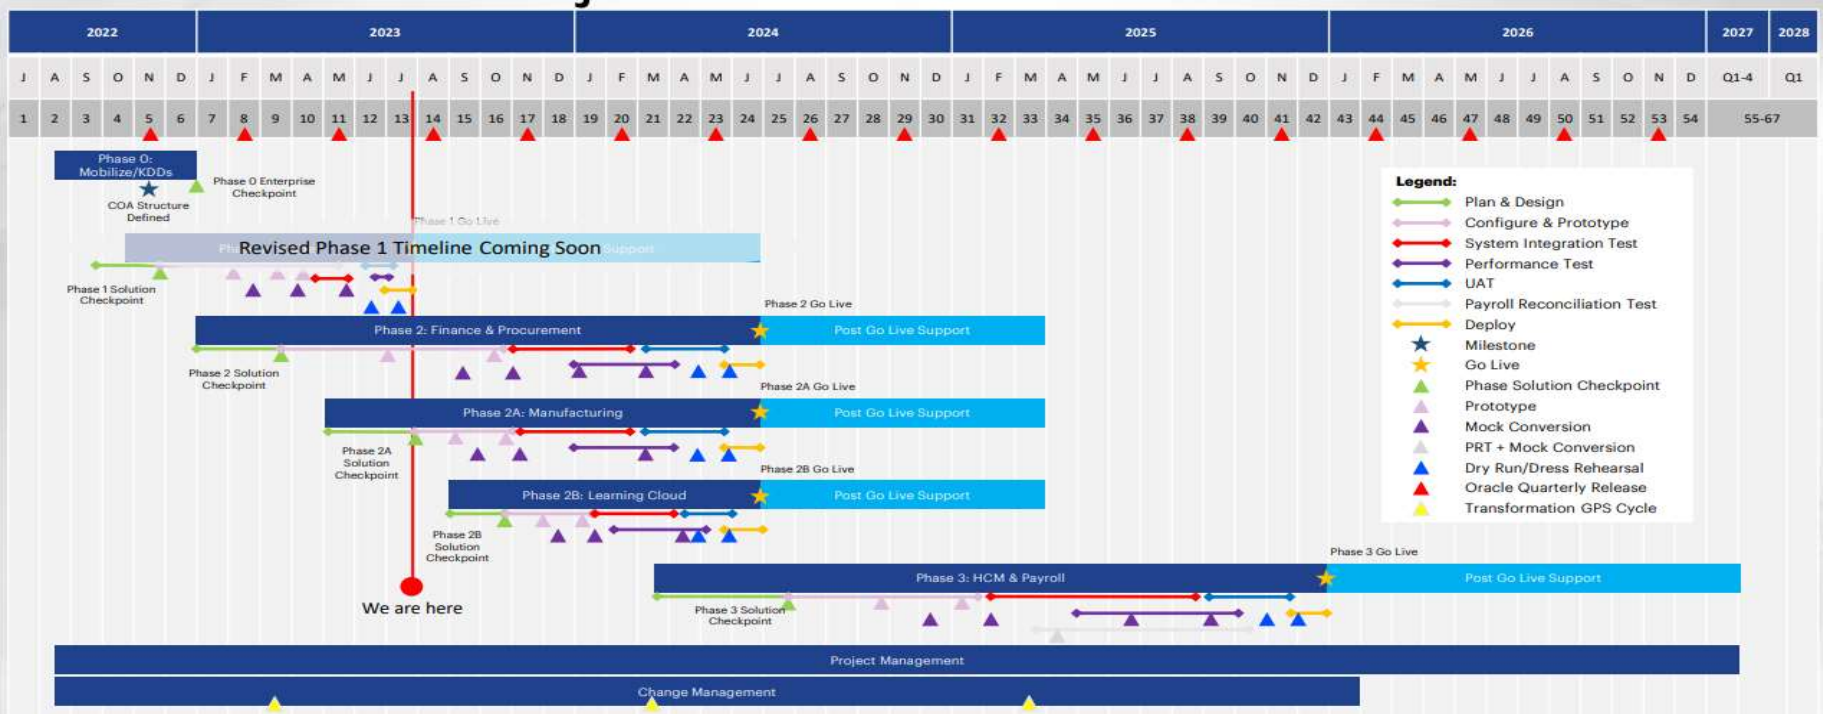 2022 2023 2024 2025 2026 2027 2028
J A S O N D J F M A M J J A S O N D J F M A M J J A S O N D J F M A M J J A S O N D J F M A M J J A S O N D Q1-4 Q1
1 2 3 4 5 6 7 8 9 10 11 12 13 14 15 16 17 18 19 20 21 22 23 24 25 26 27 28 29 30 31 32 33 34 35 36 37 38 39 40 41 42 43 44 45 46 47 48 49 50 51 52 53 54 55-67
Phase 0:
Mobilize/KDDs
Phase 0 Enterprise
Checkpoint
COA Structure
Defined
Phase 1 Go Live
Revised Phase 1 Timeline Coming Soon
Support
Phase 1 Solution
Checkpoint
Phase 2 Go Live
Phase 2: Finance & Procurement
Post Go Live Support
Phase 2 Solution
Checkpoint
Phase 2A Go Live
Phase 2A: Manufacturing
Post Go Live Support
Phase 2A
Solution
Checkpoint
Phase 2B Go Live
Phase 2B: Learning Cloud
Post Go Live Support
Phase 2B
Solution
Checkpoint
Phase 3 Go Live
Phase 3: HCM & Payroll
Post Go Live Support
We are here
Phase 3 Solution
Checkpoint
Project Management
Change Management
Legend:
Plan & Design
Configure & Prototype
System Integration Test
Performance Test
UAT
Payroll Reconciliation Test
Deploy
Milestone
Go Live
Phase Solution Checkpoint
Prototype
Mock Conversion
PRT + Mock Conversion
Dry Run/Dress Rehearsal
Oracle Quarterly Release
Transformation GPS Cycle